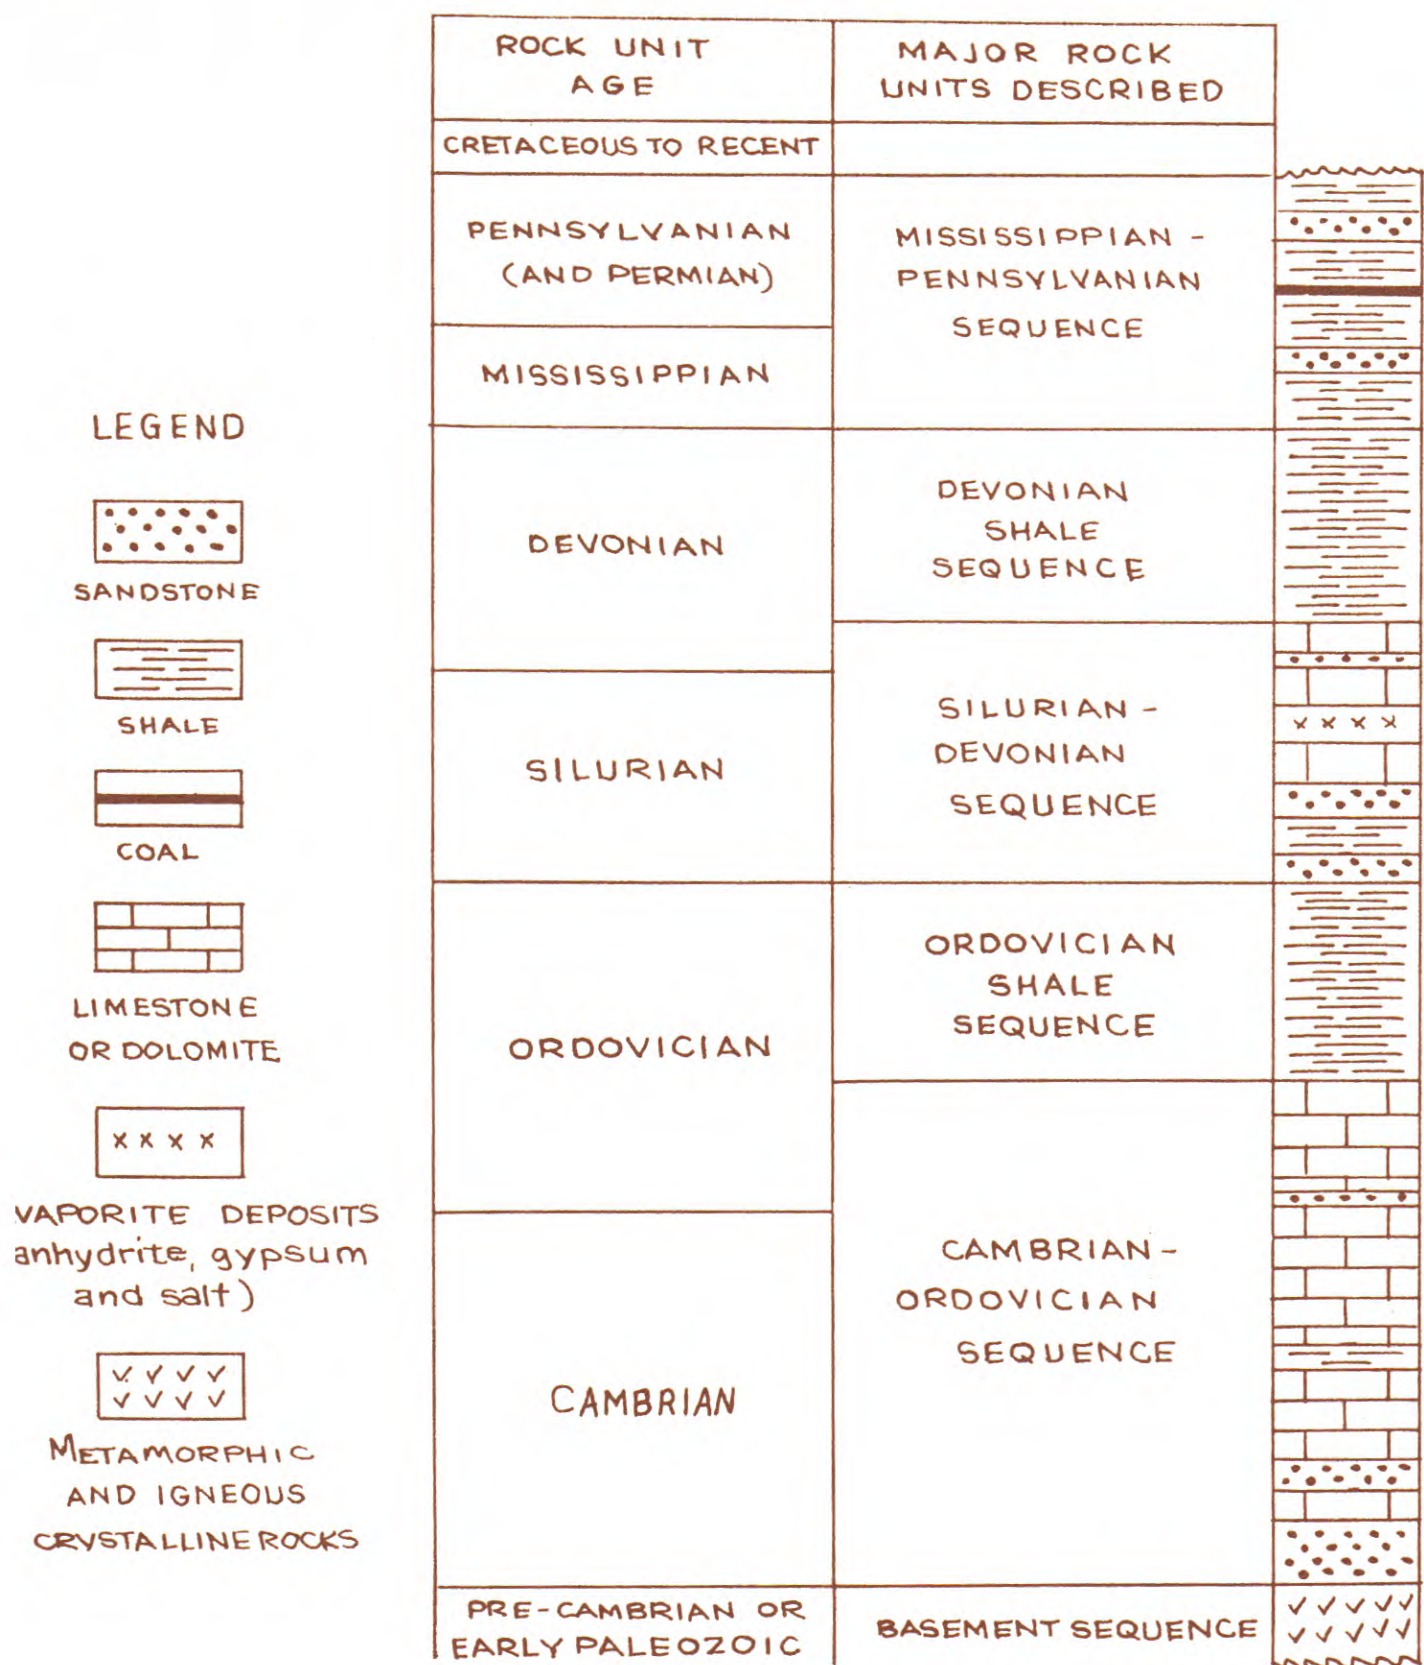 ROCK UNIT
AGE
MAJOR ROCK
UNITS DESCRIBED
CRETACEOUS TO RECENT
PENNSYLVANIAN
(AND PERMIAN)
MISSISSIPPIAN -
PENNSYLVANIAN
SEQUENCE
MISSISSIPPIAN
DEVONIAN
DEVONIAN
SHALE
SEQUENCE
SILURIAN
SILURIAN -
DEVONIAN
SEQUENCE
ORDOVICIAN
ORDOVICIAN
SHALE
SEQUENCE
CAMBRIAN
CAMBRIAN-
ORDOVICIAN
SEQUENCE
PRE-CAMBRIAN OR
EARLY PALEOZOIC
BASEMENT SEQUENCE
LEGEND
SANDSTONE
SHALE
COAL
LIMESTONE
OR DOLOMITE
VAPORITE DEPOSITS
anhydrite, gypsum
and salt)
METAMORPHIC
AND IGNEOUS
CRYSTALLINE ROCKS